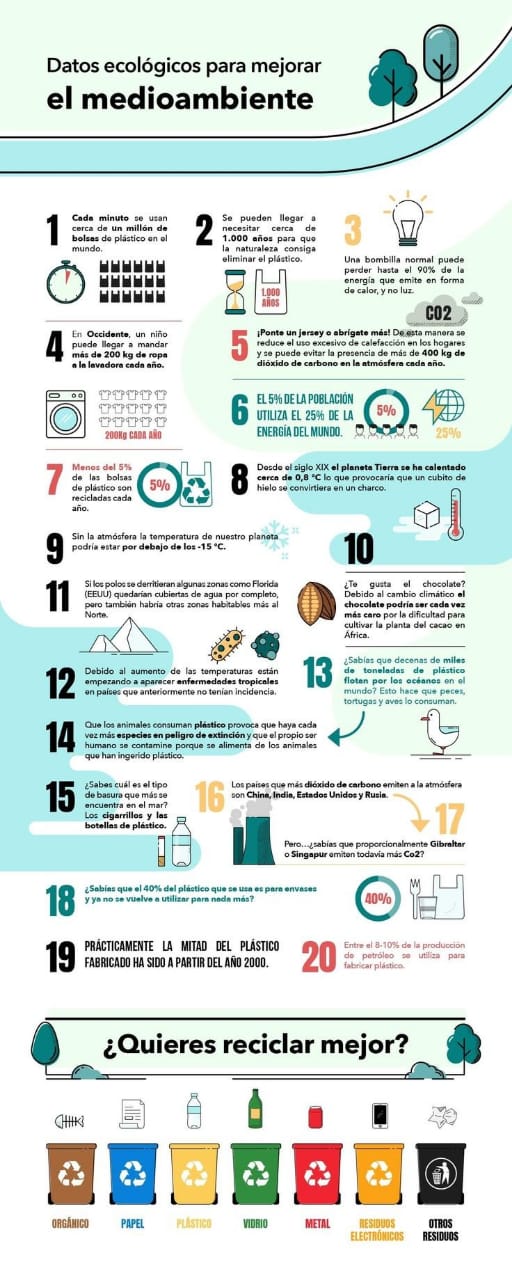 Datos ecológicos para mejorar
el medioambiente
1
Cada minuto se usan
cerca de un millón de
bolsas de plástico en el
mundo.
2
Se pueden llegar a
necesitar cerca de
1.000 años para que
la naturaleza consiga
eliminar el plástico.
1.000
AÑOS
3
Una bombilla normal puede
perder hasta el 90% de la
energía que emite en forma
de calor, y no luz.
4
En Occidente, un niño
puede llegar a mandar
más de 200 kg de ropa
a la lavadora cada año.
200Kg CADA AÑO
CO2
5
¡Ponte un jersey o abrígate más! De esta manera se
reduce el uso excesivo de calefacción en los hogares
y se puede evitar la presencia de más de 400 kg de
dióxido de carbono en la atmósfera cada año.
6
EL 5% DE LA POBLACIÓN
UTILIZA EL 25% DE LA
ENERGÍA DEL MUNDO.
5%
25%
7
Menos del 5%
de las bolsas
de plástico son
recicladas cada
año.
5%
8
Desde el siglo XIX el planeta Tierra se ha calentado
cerca de 0,8 °C lo que provocaría que un cubito de
hielo se convirtiera en un charco.
9
Sin la atmósfera la temperatura de nuestro planeta
podría estar por debajo de los -15 °C.
10
¿Te gusta el chocolate?
Debido al cambio climático el
chocolate podría ser cada vez
más caro por la dificultad para
cultivar la planta del cacao en
África.
11
Si los polos se derritieran algunas zonas como Florida
(EEUU) quedarían cubiertas de agua por completo,
pero también habría otras zonas habitables más al
Norte.
12
Debido al aumento de las temperaturas están
empezando a aparecer enfermedades tropicales
en países que anteriormente no tenían incidencia.
13
¿Sabías que decenas de miles
de toneladas de plástico
flotan por los océanos en el
mundo? Esto hace que peces,
tortugas y aves lo consuman.
14
Que los animales consuman plástico provoca que haya cada
vez más especies en peligro de extinción y que el propio ser
humano se contamine porque se alimenta de los animales
que han ingerido plástico.
15
¿Sabes cuál es el tipo
de basura que más se
encuentra en el mar?
Los cigarrillos y las
botellas de plástico.
16
Los países que más dióxido de carbono emiten a la atmósfera
son China, India, Estados Unidos y Rusia.
17
Pero...¿sabías que proporcionalmente Gibraltar
o Singapur emiten todavía más Co2?
18
¿Sabías que el 40% del plástico que se usa es para envases
y ya no se vuelve a utilizar para nada más?
40%
19
PRÁCTICAMENTE LA MITAD DEL PLÁSTICO
FABRICADO HA SIDO A PARTIR DEL AÑO 2000.
20
Entre el 8-10% de la producción
de petróleo se utiliza para
fabricar plástico.
¿Quieres reciclar mejor?
ORGÁNICO
PAPEL
PLÁSTICO
VIDRIO
METAL
RESIDUOS
ELECTRÓNICOS
OTROS
RESIDUOS